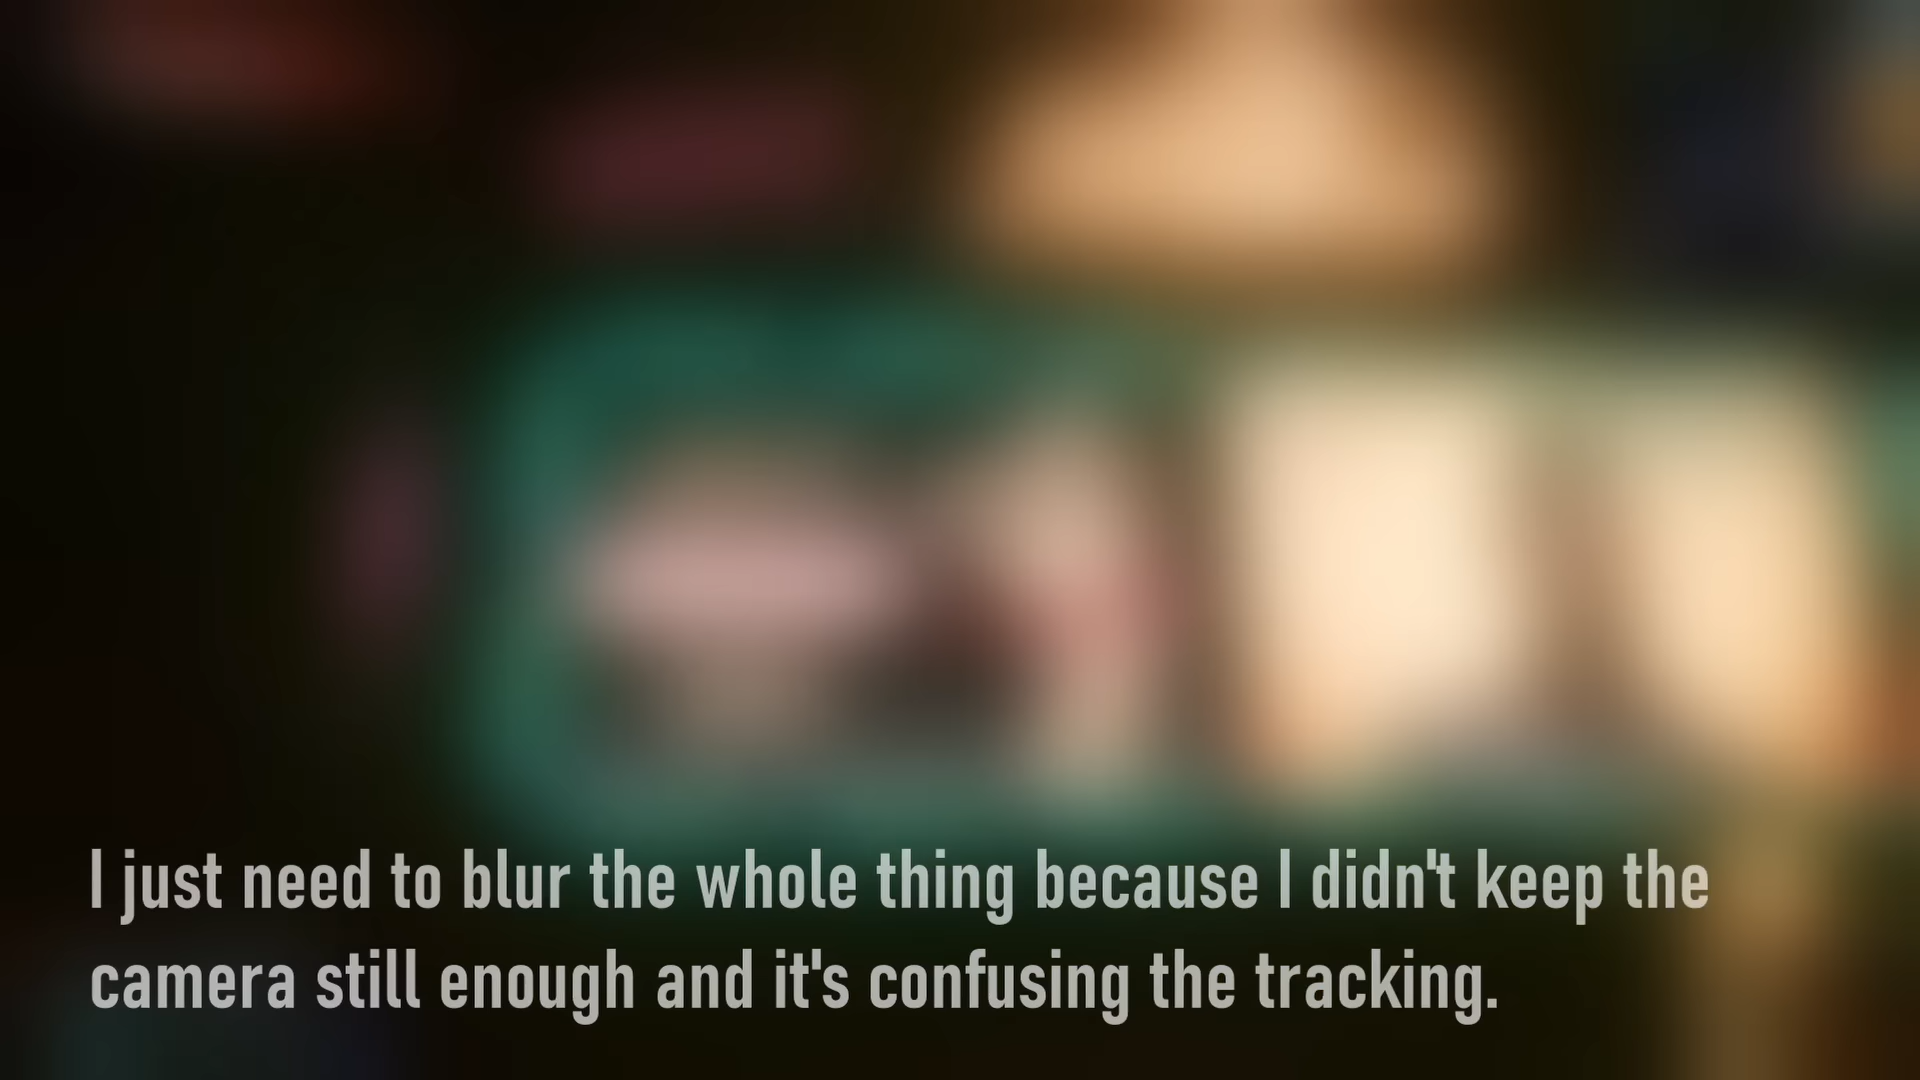 I just need to blur the whole thing because I didn't keep the
camera still enough and it's confusing the tracking.